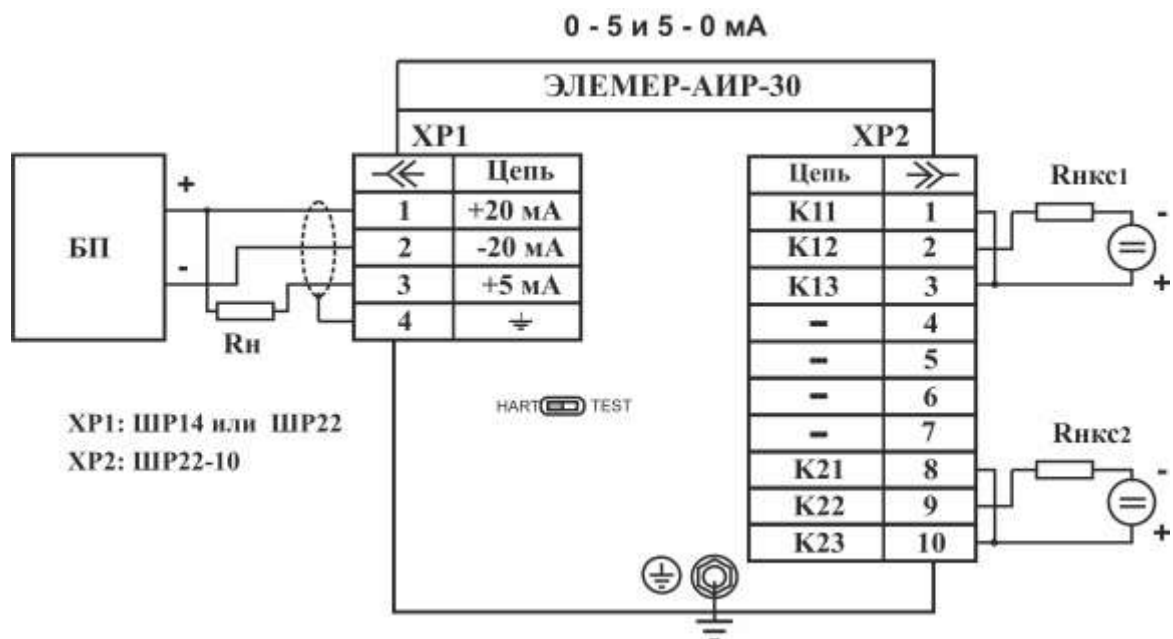 0 - 5 и 5 - 0 мА
ЭЛЕМЕР-АИР-30
XP1
XP2
Цепь
Цепь
+
1 +20 мА
K11 1
Rнкс1
-
БП
2 -20 мА
K12 2
-
3 +5 мА
K13 3
+
4
- 4
Rн
- 5
HART TEST
- 6
XP1: ШР14 или ШР22
- 7
Rнкс2
XP2: ШР22-10
K21 8
-
K22 9
+
K23 10